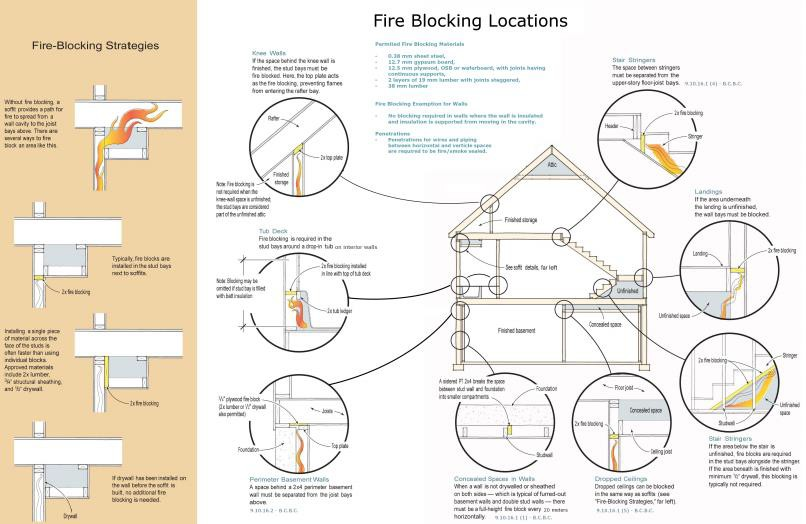 Fire Blocking Locations
Fire-Blocking Strategies
Without fire blocking, a
soffit provides a path for
fire to spread from a
wall cavity to the joist
bays above. There are
several ways to fire
block an area like this.
Typically, fire blocks are
installed in the stud bays
next to soffits.
2x fire blocking
Installing a single piece
of material across the
face of the studs is
often faster than using
individual blocks.
Approved materials
include 2x lumber,
¾" structural sheathing,
and ½" drywall.
2x fire blocking
If drywall has been installed on
the wall before the soffit is
built, no additional fire
blocking is needed.
Drywall
Knee Walls
If the space behind the knee wall is
finished, the stud bays must be
fire blocked. Here, the top plate acts
as the fire blocking, preventing flames
from entering the rafter bay.
Rafter
2x top plate
Finished
storage
Note: Fire blocking is
not required when the
knee-wall space is unfinished;
the stud bays are considered
part of the unfinished attic
Permitted Fire Blocking Materials
- 0.38 mm sheet steel,
- 12.7 mm gypsum board,
- 12.5 mm plywood, OSB or waferboard, with joints having
continuous supports,
- 2 layers of 19 mm lumber with joints staggered,
- 38 mm lumber
Fire Blocking Exemption for Walls
- No blocking required in walls where the wall is insulated
and insulation is supported from moving in the cavity.
Penetrations
- Penetrations for wires and piping
between horizontal and verticle spaces
are required to be fire/smoke sealed.
Stair Stringers
The space between stringers
must be separated from the
upper-story floor-joist bays. 9.10.16.1 (4) - B.C.B.C.
2x fire blocking
Header
Stringer
Landings
If the area underneath
the landing is unfinished,
the wall bays must be blocked.
Landing
2x fire blocking
Unfinished space
Tub Deck
Fire blocking is required in the
stud bays around a drop-in tub on interior walls
Note: Blocking may be
omitted if stud bay is filled
with batt insulation
2x fire blocking installed
in line with top of tub deck
2x tub ledger
Attic
Finished storage
See soffit details, far left
Unfinished
Finished basement
Concealed space
¾" plywood fire block
(2x lumber or ½" drywall
also permitted)
Joists
Top plate
Foundation
Perimeter Basement Walls
A space behind a 2x4 perimeter basement
wall must be separated from the joist bays
above.
9.10.16.2 - B.C.B.C.
A sistered PT 2x4 breaks the space
between stud wall and foundation
into smaller compartments.
Foundation
Studwall
Concealed Spaces in Walls
When a wall is not drywalled or sheathed
on both sides — which is typical of furred-out
basement walls and double stud walls — there
must be a full-height fire block every 20 meters
horizontally. 9.10.16.1 (1) - B.C.B.C.
Floor joist
Concealed space
2x fire blocking
Ceiling joist
Dropped Ceilings
Dropped ceilings can be blocked
in the same way as soffits (see
"Fire-Blocking Strategies," far left).
9.10.16.1 (5) - B.C.B.C.
2x fire blocking
Stringer
Unfinished
space
Studwall
Stair Stringers
If the area below the stair is
unfinished, fire blocks are required
in the stud bays alongside the stringer.
If the area beneath is finished with
minimum ½" drywall, this blocking is
typically not required.